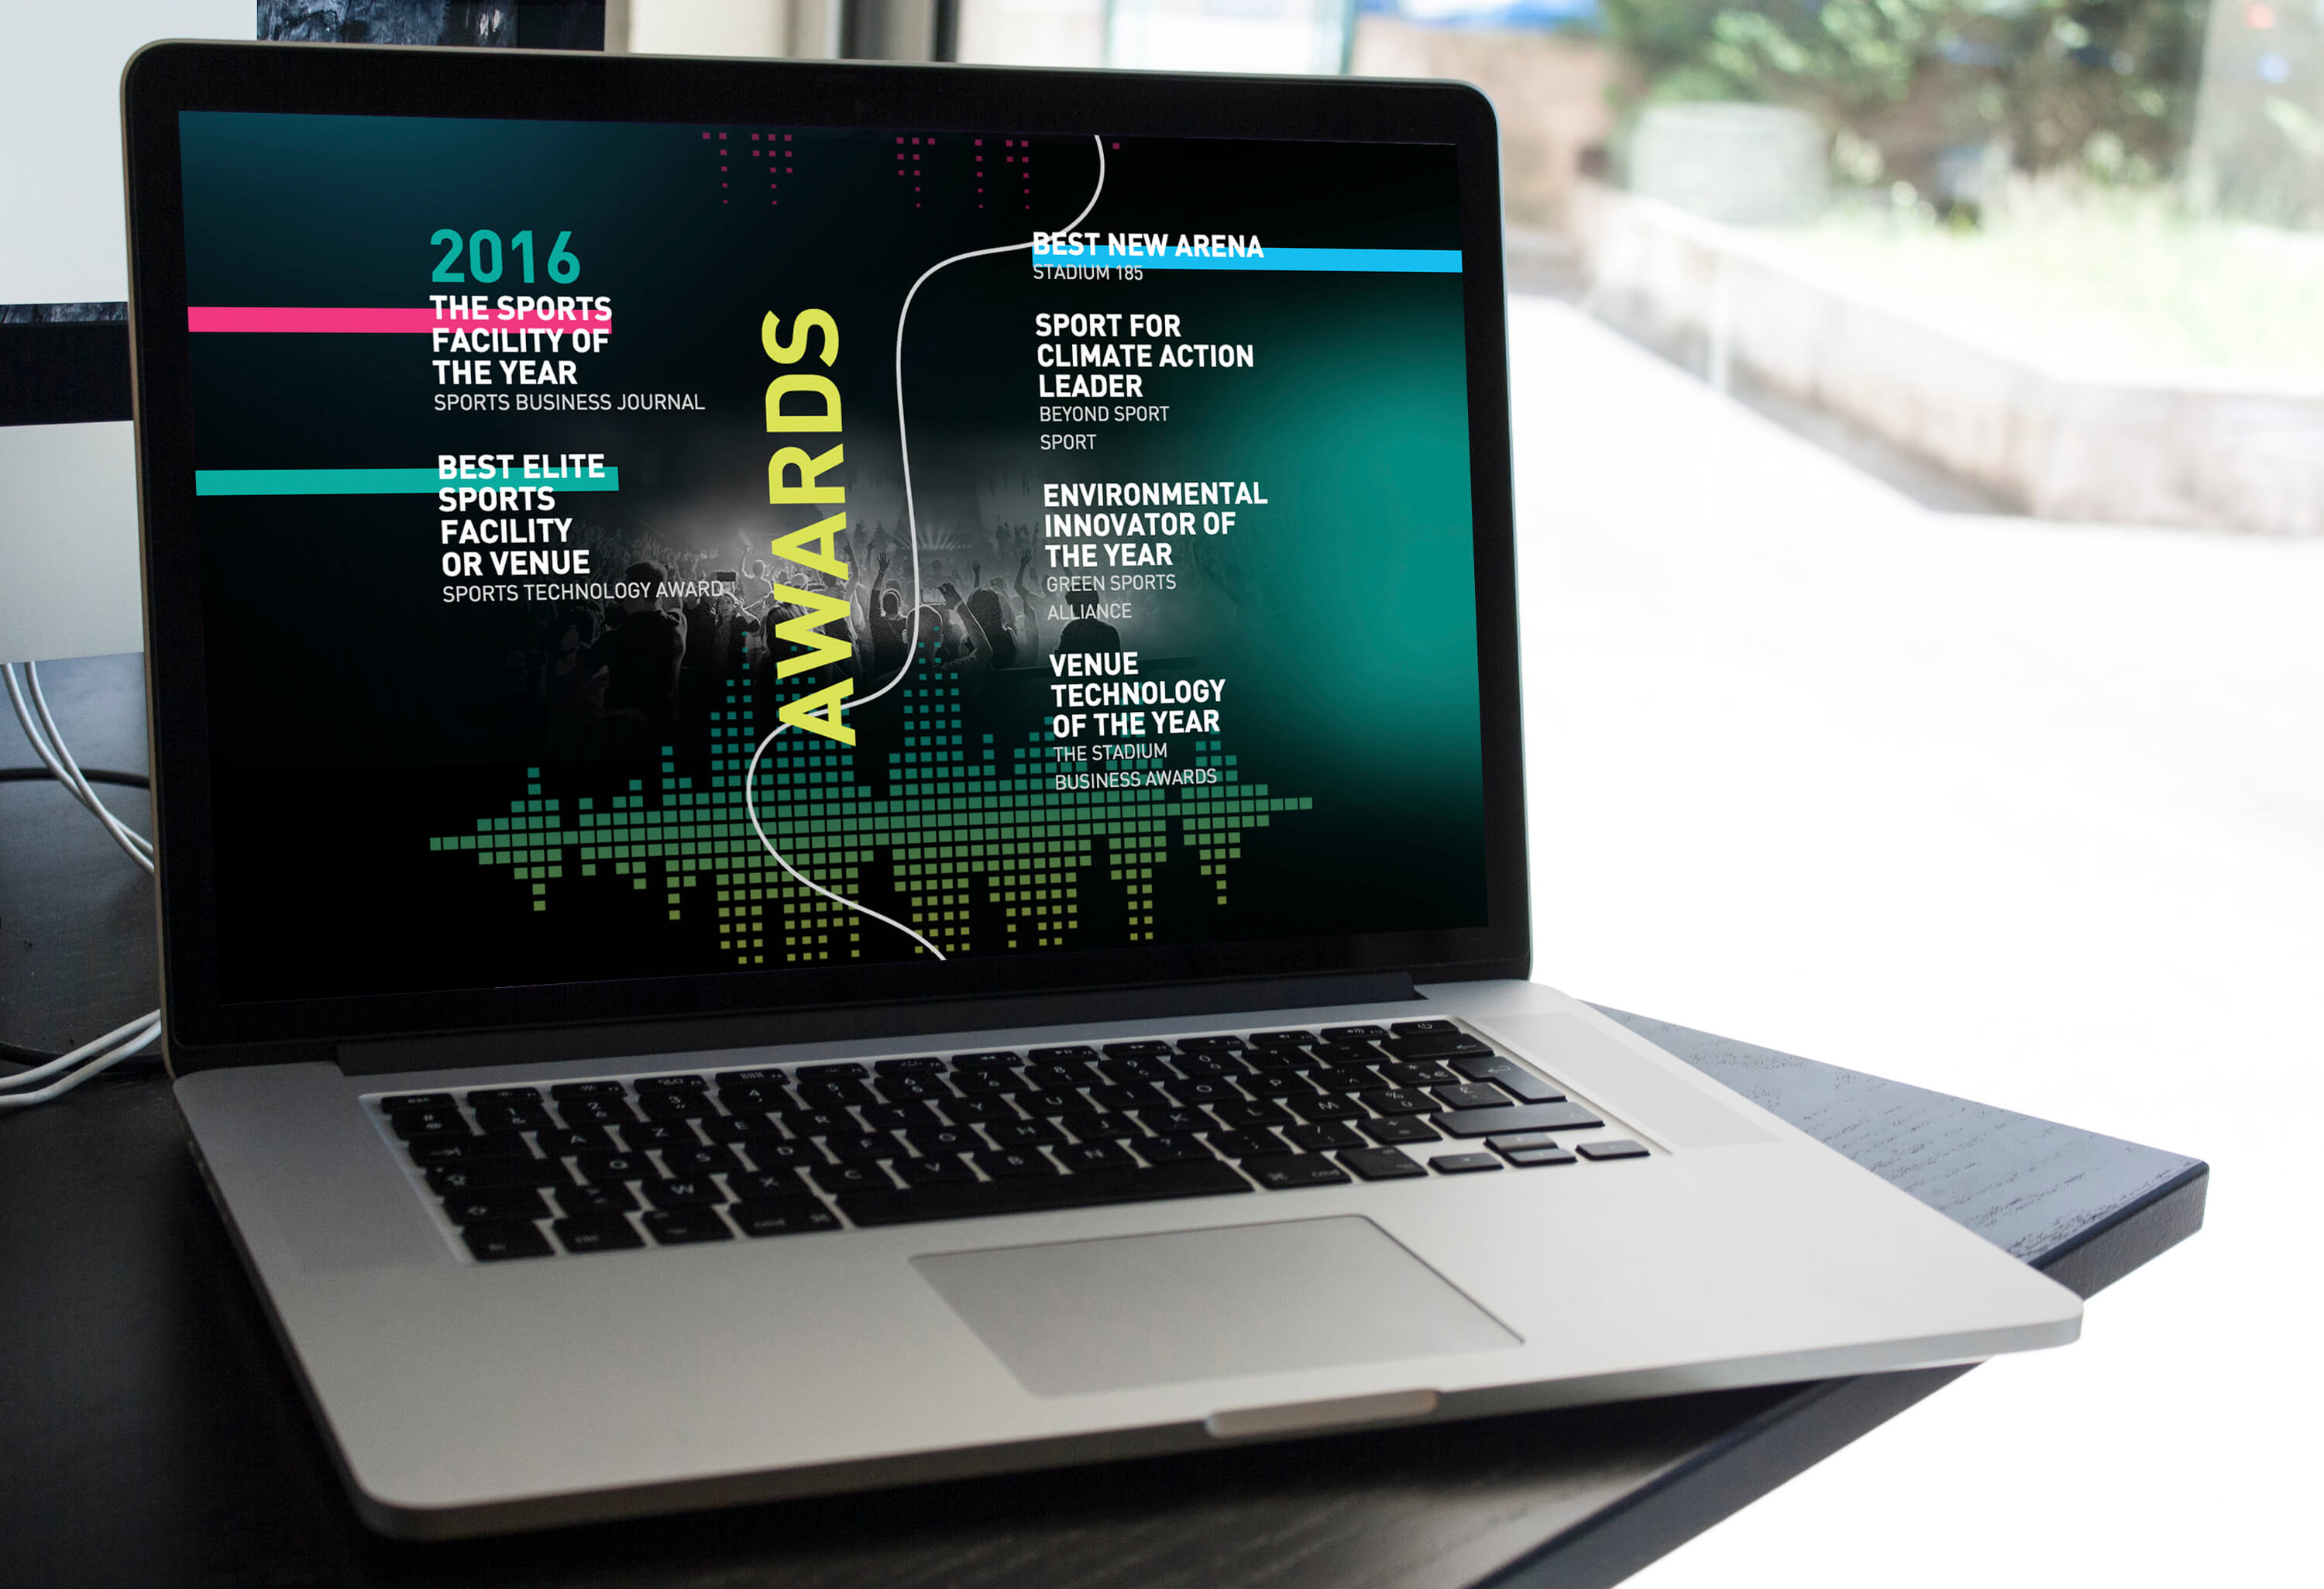 2016
THE SPORTS
FACILITY OF
THE YEAR
SPORTS BUSINESS JOURNAL
BEST ELITE
SPORTS
FACILITY
OR VENUE
SPORTS TECHNOLOGY AWARD
AWARDS
BEST NEW ARENA
STADIUM 185
SPORT FOR
CLIMATE ACTION
LEADER
BEYOND SPORT
SPORT
ENVIRONMENTAL
INNOVATOR OF
THE YEAR
GREEN SPORTS
ALLIANCE
VENUE
TECHNOLOGY
OF THE YEAR
THE STADIUM
BUSINESS AWARDS